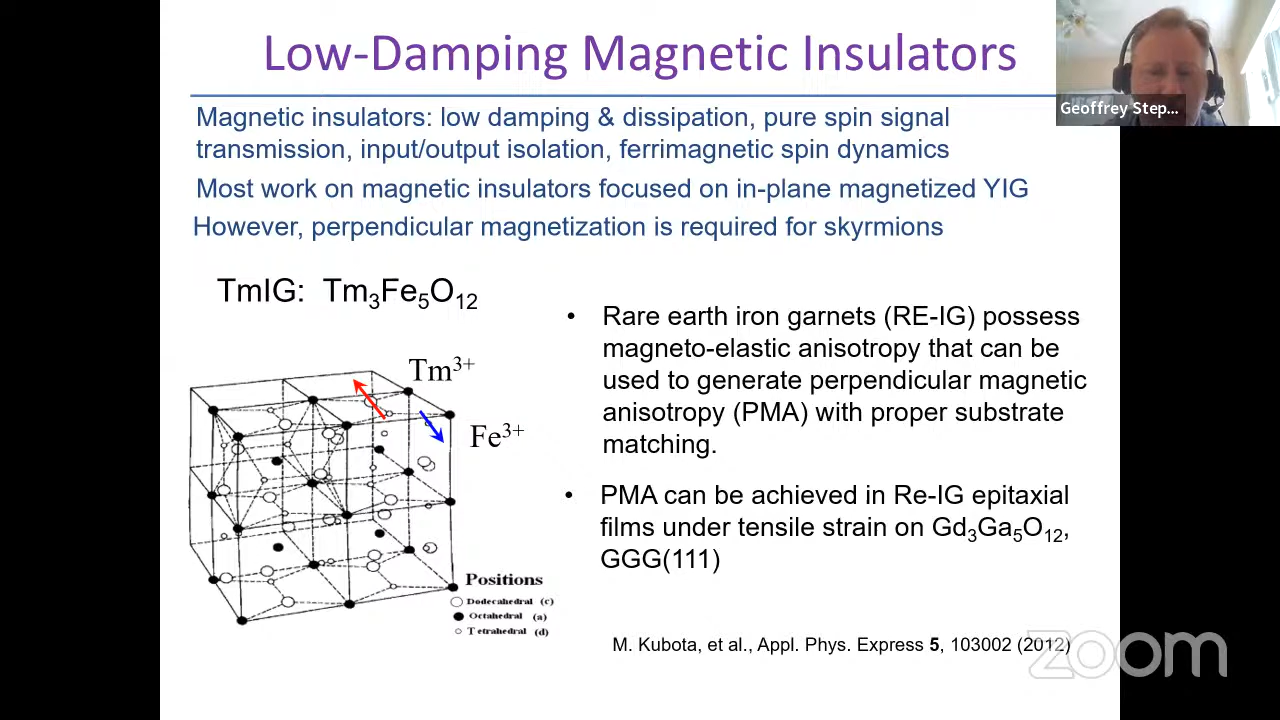 Low-Damping Magnetic Insulators
Geoffrey Step...
Magnetic insulators: low damping & dissipation, pure spin signal
transmission, input/output isolation, ferrimagnetic spin dynamics
Most work on magnetic insulators focused on in-plane magnetized YIG
However, perpendicular magnetization is required for skyrmions
TmIG: Tm₃Fe₅O₁₂
Tm³⁺
Fe³⁺
Positions
Dodecahedral (c)
Octahedral (a)
Tetrahedral (d)
• Rare earth iron garnets (RE-IG) possess
magneto-elastic anisotropy that can be
used to generate perpendicular magnetic
anisotropy (PMA) with proper substrate
matching.
• PMA can be achieved in Re-IG epitaxial
films under tensile strain on Gd₃Ga₅O₁₂,
GGG(111)
M. Kubota, et al., Appl. Phys. Express 5, 103002 (2012)
zoom